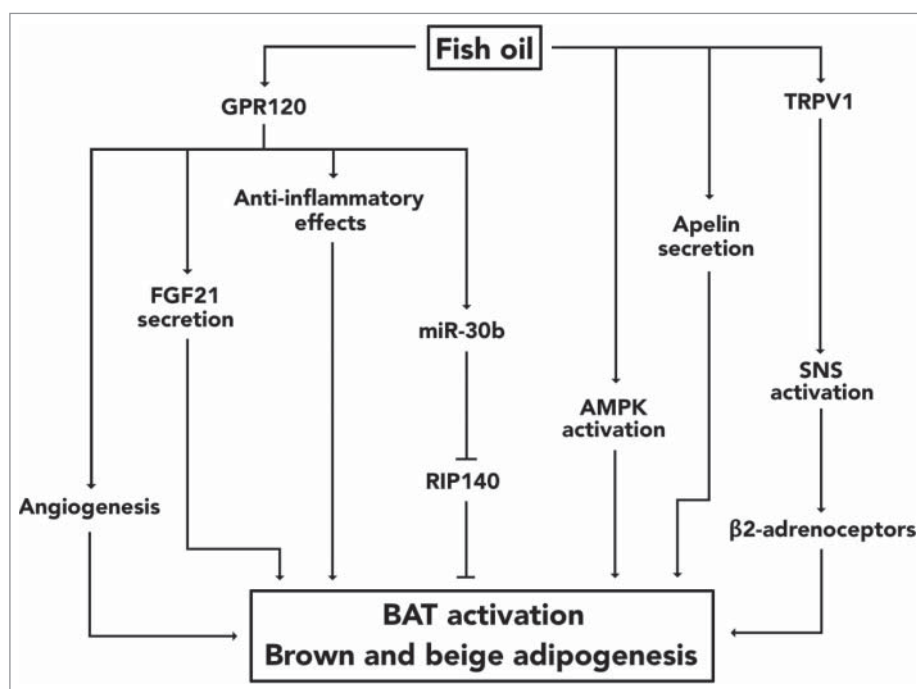 Fish oil
GPR120
TRPV1
Anti-inflammatory
effects
Apelin
secretion
FGF21
secretion
miR-30b
SNS
activation
AMPK
activation
RIP140
Angiogenesis
β2-adrenoceptors
BAT activation
Brown and beige adipogenesis